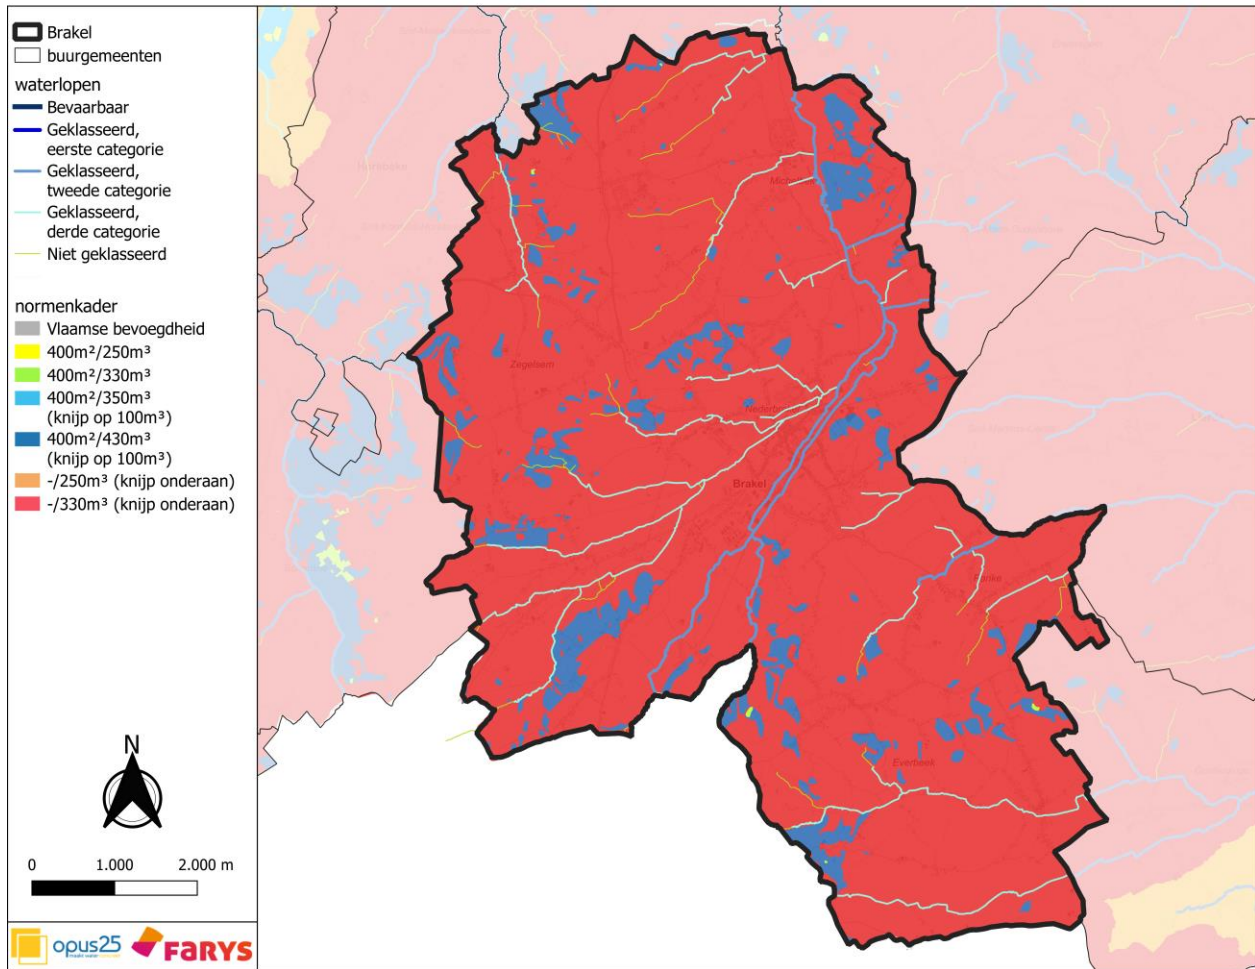 Brakel
buurgemeenten
waterlopen
Bevaarbaar
Geklasseerd,
eerste categorie
Geklasseerd,
tweede categorie
Geklasseerd,
derde categorie
Niet geklasseerd
normenkader
Vlaamse bevoegdheid
400m²/250m³
400m²/330m³
400m²/350m³
(knijp op 100m³)
400m²/430m³
(knijp op 100m³)
-/250m³ (knijp onderaan)
-/330m³ (knijp onderaan)
N
0 1.000 2.000 m
opus25
FARYS
Zegelsem
Brakel
Parike
Everbeek